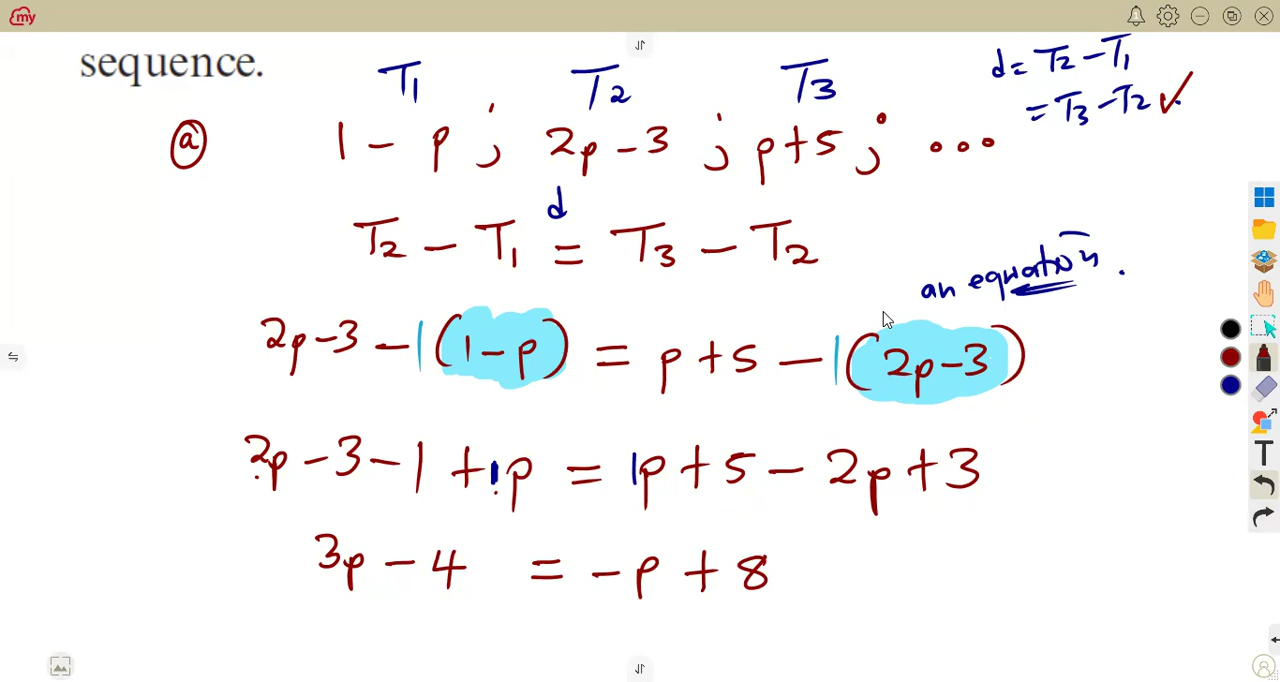 my
sequence.
T1 T2 T3
d = T2 - T1
= T3 - T2 ✓
(a) 1 - p ; 2p - 3 ; p + 5 ; ...
d
T2 - T1 = T3 - T2
an equation.
2p - 3 - 1(1 - p) = p + 5 - 1(2p - 3)
2p - 3 - 1 + 1p = 1p + 5 - 2p + 3
3p - 4 = -p + 8
T